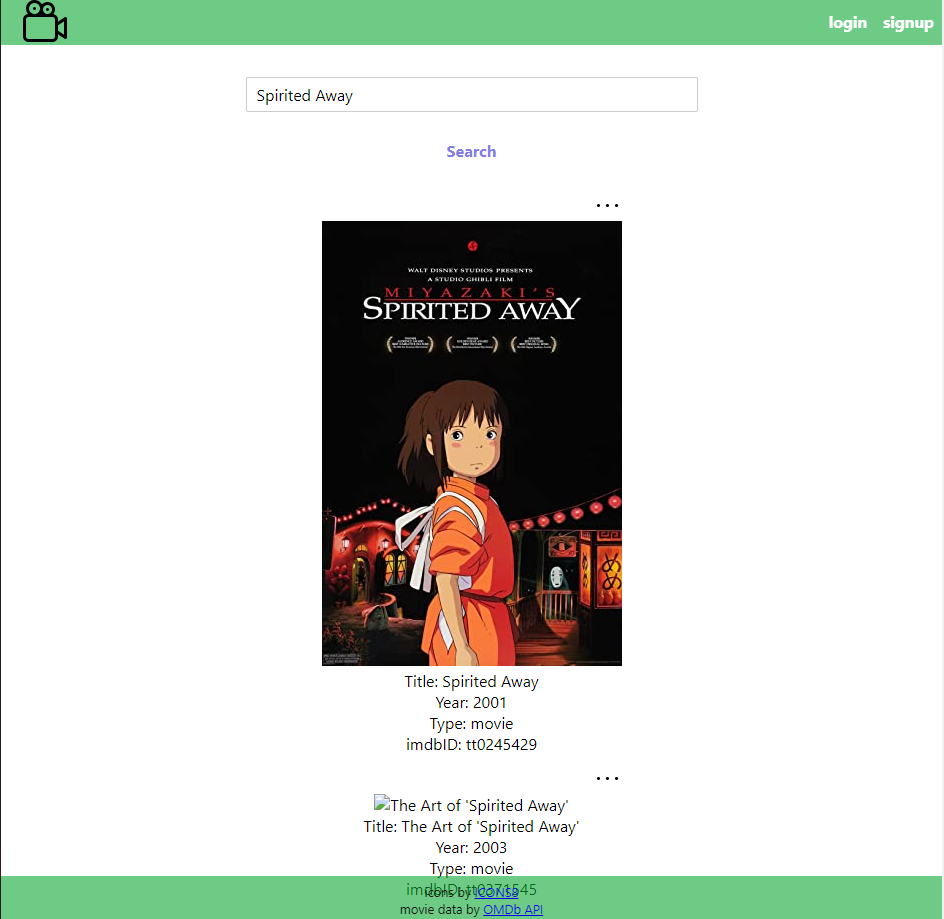 login signup
Spirited Away
Search
...
WALT DISNEY STUDIOS PRESENTS
A STUDIO GHIBLI FILM
MIYAZAKI'S
SPIRITED AWAY
Title: Spirited Away
Year: 2001
Type: movie
imdbID: tt0245429
...
The Art of 'Spirited Away'
Title: The Art of 'Spirited Away'
Year: 2003
Type: movie
imdbID: tt0371545
icons by ICONS8
movie data by OMDb API